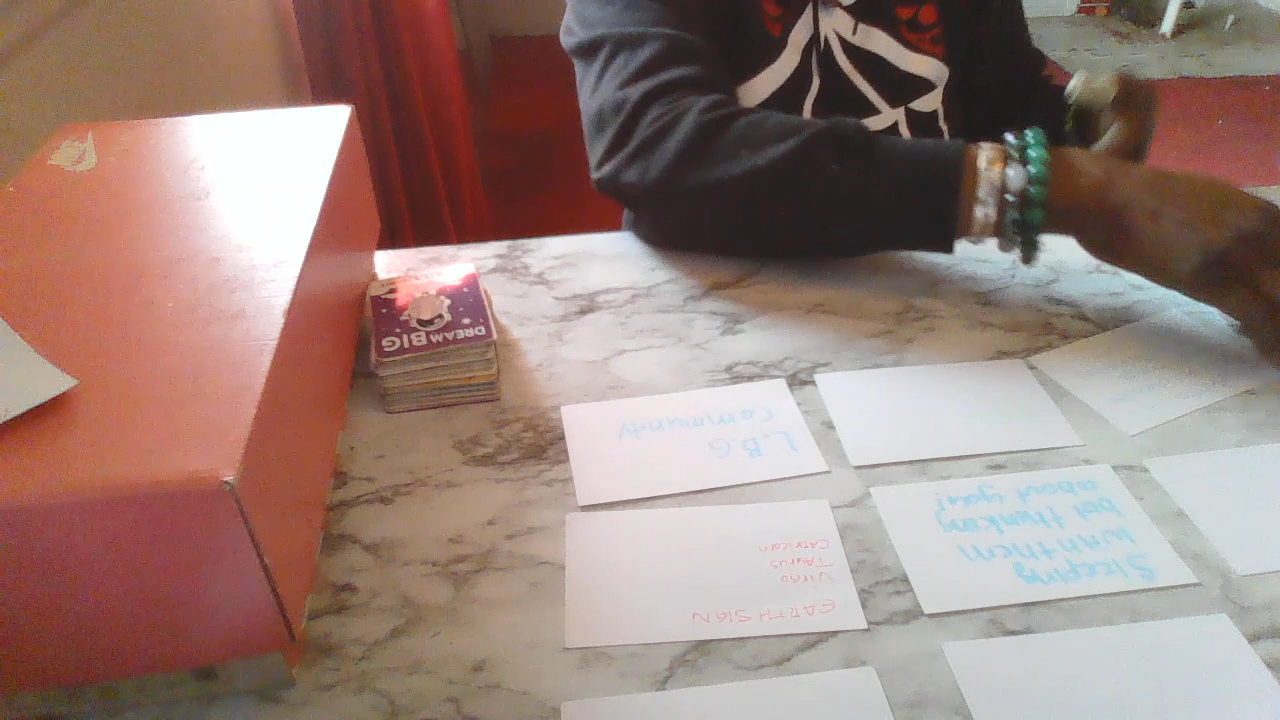 DREAM BIG
L.B.G
Community
Sleeping
with them
but thinking
about you!
EARTH SIGN
Virgo
Taurus
Capricorn